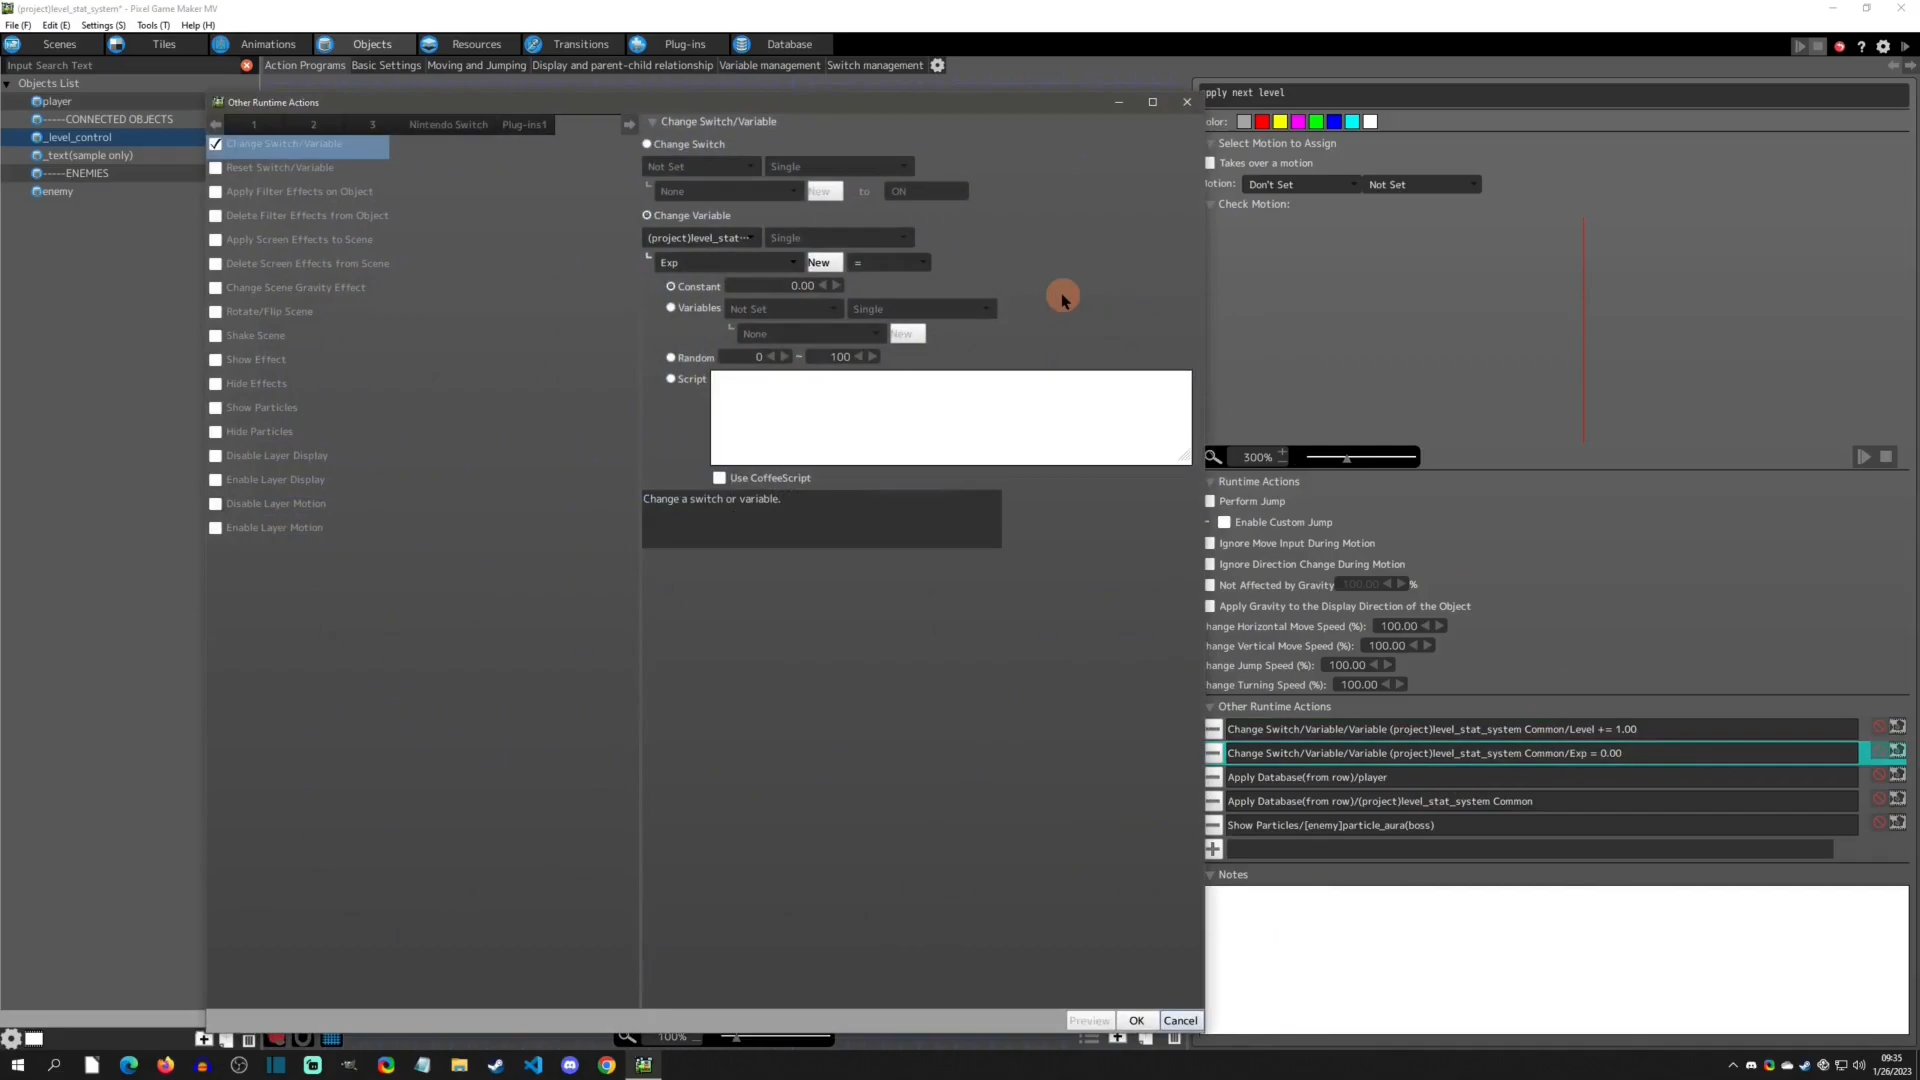 (project)level_stat_system* - Pixel Game Maker MV
File (F) Edit (E) Settings (S) Tools (T) Help (H)
Scenes Tiles Animations Objects Resources Transitions Plug-ins Database
Input Search Text
Action Programs Basic Settings Moving and Jumping Display and parent-child relationship Variable management Switch management
Objects List
player
-----CONNECTED OBJECTS
_level_control
_text(sample only)
-----ENEMIES
enemy
Other Runtime Actions
1 2 3 Nintendo Switch Plug-ins1
Change Switch/Variable
Reset Switch/Variable
Apply Filter Effects on Object
Delete Filter Effects from Object
Apply Screen Effects to Scene
Delete Screen Effects from Scene
Change Scene Gravity Effect
Rotate/Flip Scene
Shake Scene
Show Effect
Hide Effects
Show Particles
Hide Particles
Disable Layer Display
Enable Layer Display
Disable Layer Motion
Enable Layer Motion
Change Switch/Variable
Change Switch
Not Set Single
None New to ON
Change Variable
(project)level_stat··· Single
Exp New =
Constant 0.00
Variables Not Set Single
None New
Random 0 ~ 100
Script
Use CoffeeScript
Change a switch or variable.
Preview OK Cancel
100%
pply next level
olor:
Select Motion to Assign
Takes over a motion
otion: Don't Set Not Set
Check Motion:
300%
Runtime Actions
Perform Jump
Enable Custom Jump
Ignore Move Input During Motion
Ignore Direction Change During Motion
Not Affected by Gravity 100.00 %
Apply Gravity to the Display Direction of the Object
hange Horizontal Move Speed (%): 100.00
hange Vertical Move Speed (%): 100.00
hange Jump Speed (%): 100.00
hange Turning Speed (%): 100.00
Other Runtime Actions
Change Switch/Variable/Variable (project)level_stat_system Common/Level += 1.00
Change Switch/Variable/Variable (project)level_stat_system Common/Exp = 0.00
Apply Database(from row)/player
Apply Database(from row)/(project)level_stat_system Common
Show Particles/[enemy]particle_aura(boss)
Notes
09:35
1/26/2023